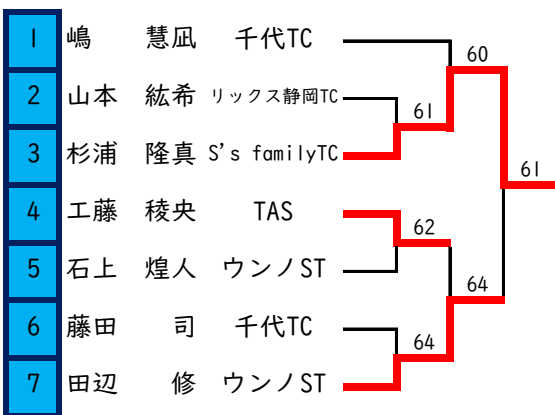 1 嶋 慧凪 千代TC
60
2 山本 紘希 リックス静岡TC
61
3 杉浦 隆真 S's familyTC
61
4 工藤 稜央 TAS
62
5 石上 煌人 ウンノST
64
6 藤田 司 千代TC
64
7 田辺 修 ウンノST